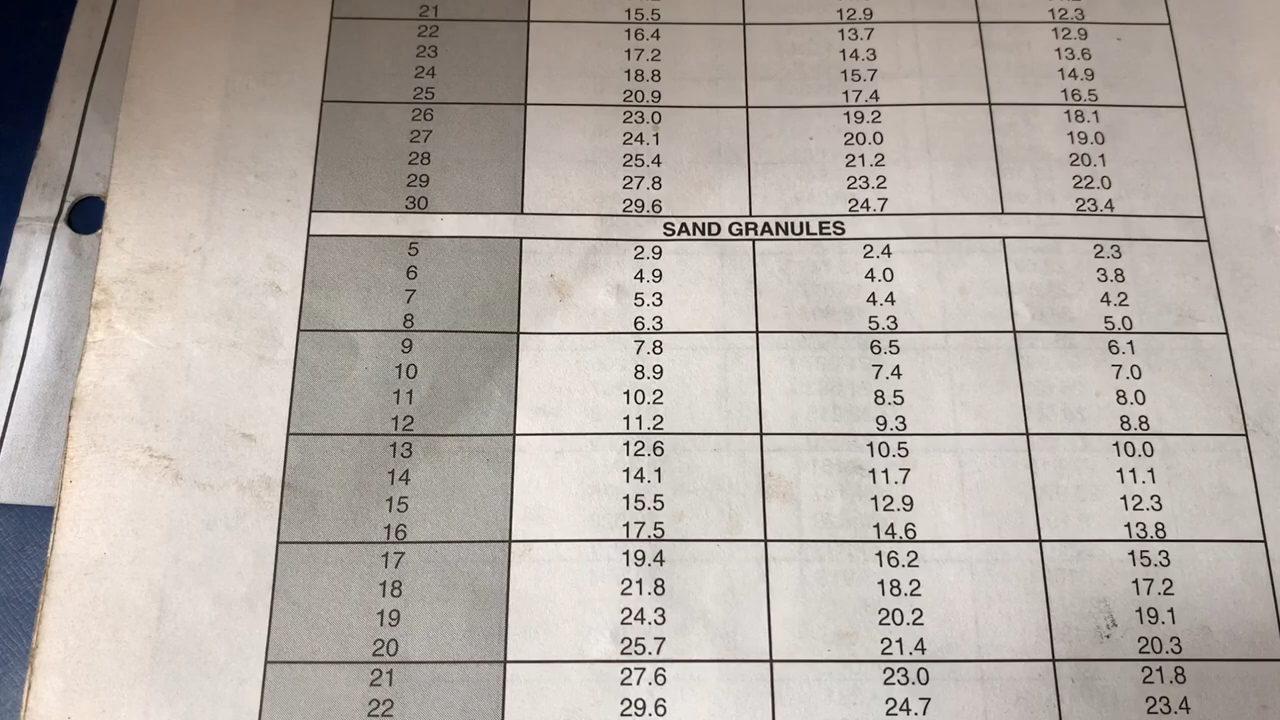 21 15.5 12.9 12.3
22 16.4 13.7 12.9
23 17.2 14.3 13.6
24 18.8 15.7 14.9
25 20.9 17.4 16.5
26 23.0 19.2 18.1
27 24.1 20.0 19.0
28 25.4 21.2 20.1
29 27.8 23.2 22.0
30 29.6 24.7 23.4
SAND GRANULES
5 2.9 2.4 2.3
6 4.9 4.0 3.8
7 5.3 4.4 4.2
8 6.3 5.3 5.0
9 7.8 6.5 6.1
10 8.9 7.4 7.0
11 10.2 8.5 8.0
12 11.2 9.3 8.8
13 12.6 10.5 10.0
14 14.1 11.7 11.1
15 15.5 12.9 12.3
16 17.5 14.6 13.8
17 19.4 16.2 15.3
18 21.8 18.2 17.2
19 24.3 20.2 19.1
20 25.7 21.4 20.3
21 27.6 23.0 21.8
22 29.6 24.7 23.4